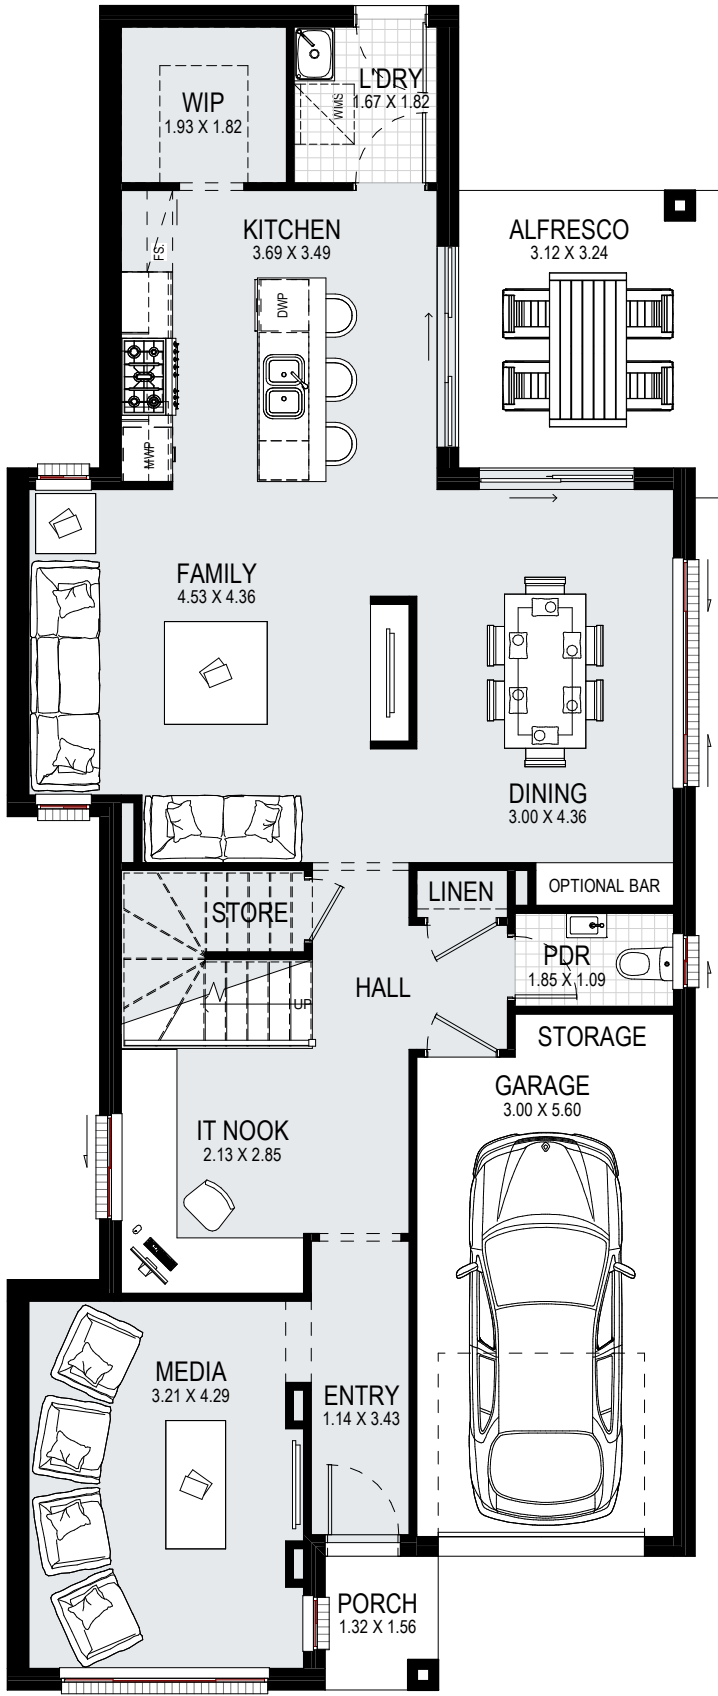 L'DRY
1.67 X 1.82
WIP
1.93 X 1.82
WMS
KITCHEN
3.69 X 3.49
ALFRESCO
3.12 X 3.24
FS.
DWP
MWP
FAMILY
4.53 X 4.36
DINING
3.00 X 4.36
OPTIONAL BAR
LINEN
STORE
PDR
1.85 X 1.09
HALL
UP
STORAGE
GARAGE
3.00 X 5.60
IT NOOK
2.13 X 2.85
MEDIA
3.21 X 4.29
ENTRY
1.14 X 3.43
PORCH
1.32 X 1.56